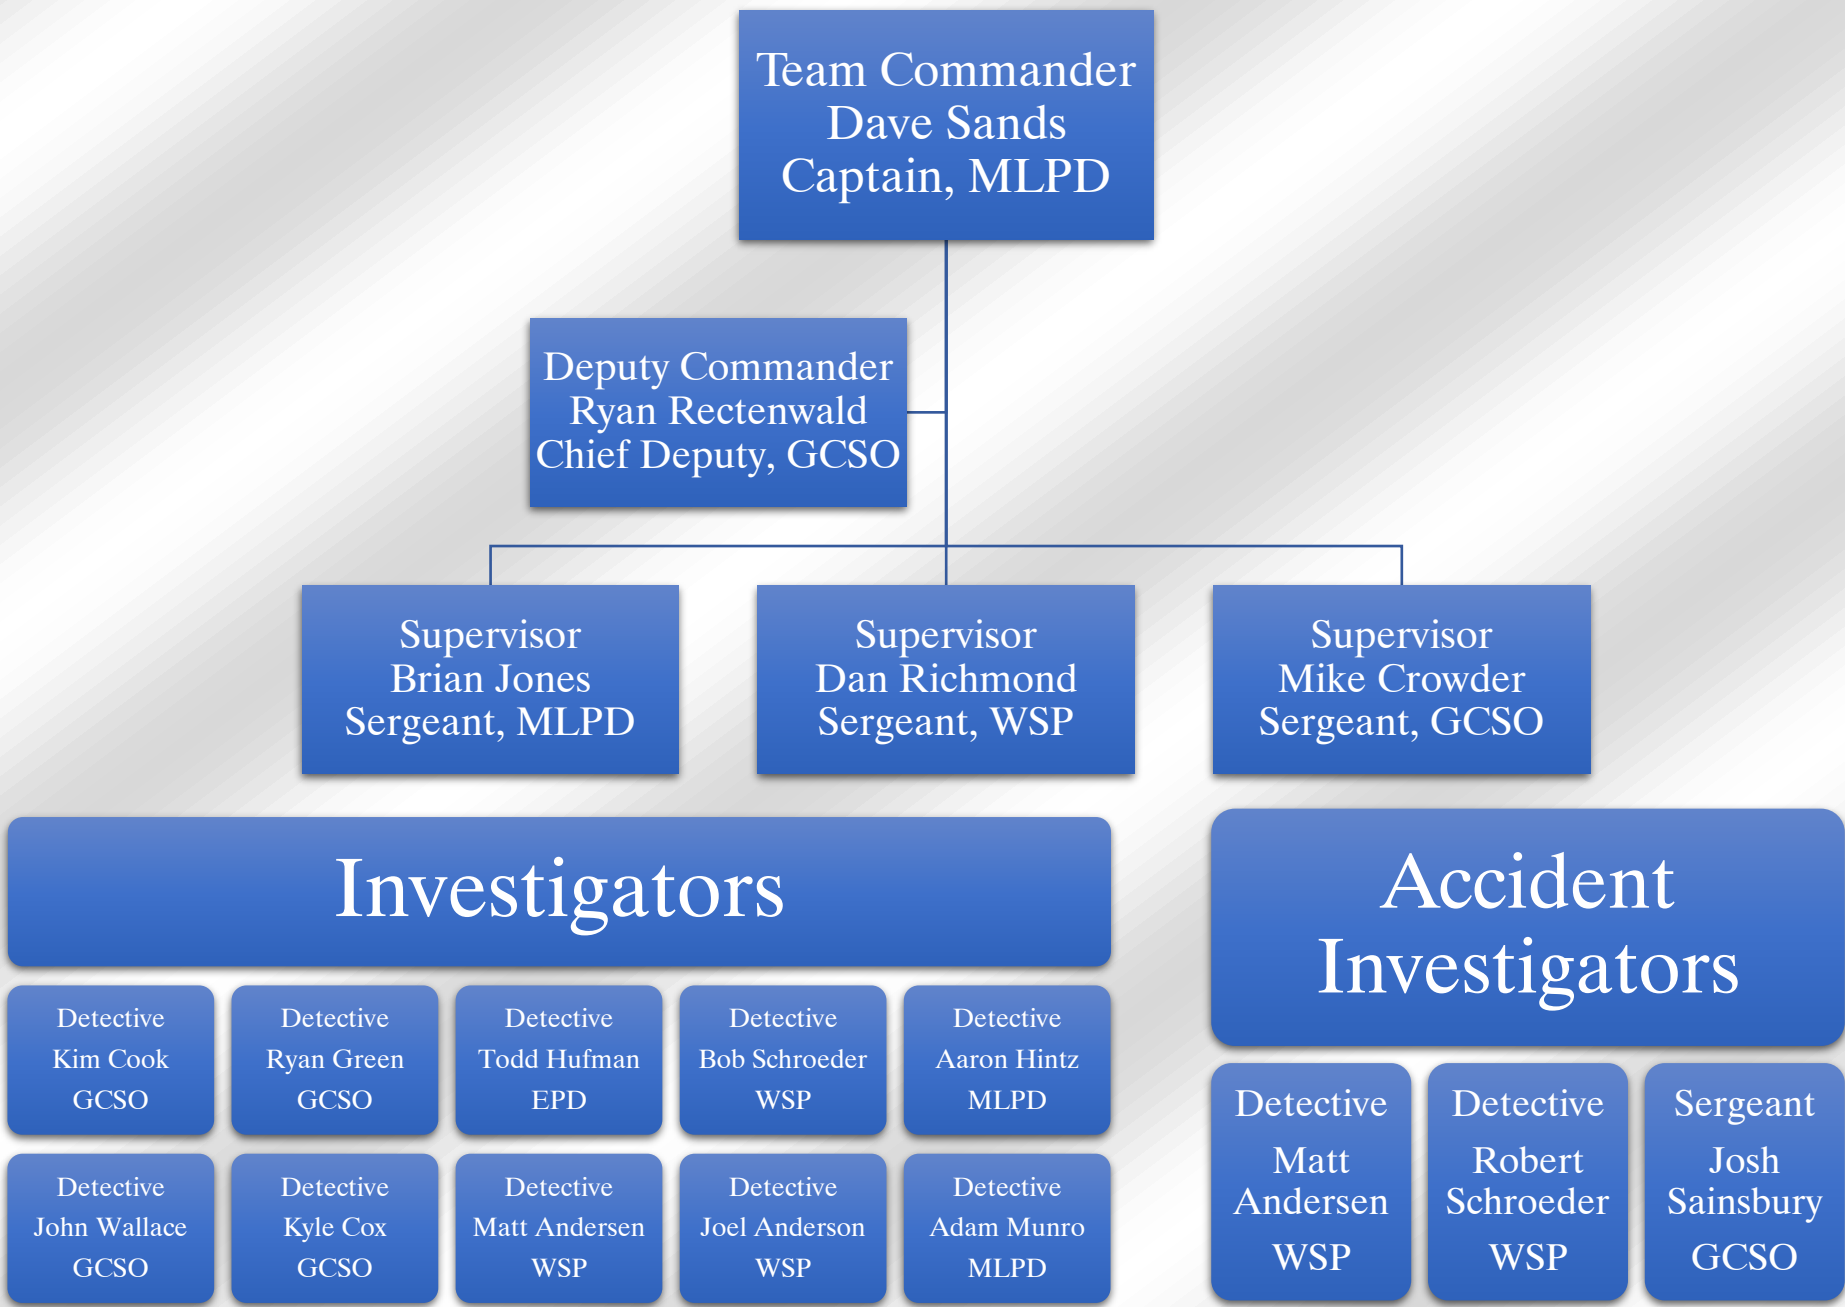 Team Commander
Dave Sands
Captain, MLPD
Deputy Commander
Ryan Rectenwald
Chief Deputy, GCSO
Supervisor
Brian Jones
Sergeant, MLPD
Supervisor
Dan Richmond
Sergeant, WSP
Supervisor
Mike Crowder
Sergeant, GCSO
Investigators
Detective
Kim Cook
GCSO
Detective
Ryan Green
GCSO
Detective
Todd Hufman
EPD
Detective
Bob Schroeder
WSP
Detective
Aaron Hintz
MLPD
Detective
John Wallace
GCSO
Detective
Kyle Cox
GCSO
Detective
Matt Andersen
WSP
Detective
Joel Anderson
WSP
Detective
Adam Munro
MLPD
Accident
Investigators
Detective
Matt
Andersen
WSP
Detective
Robert
Schroeder
WSP
Sergeant
Josh
Sainsbury
GCSO